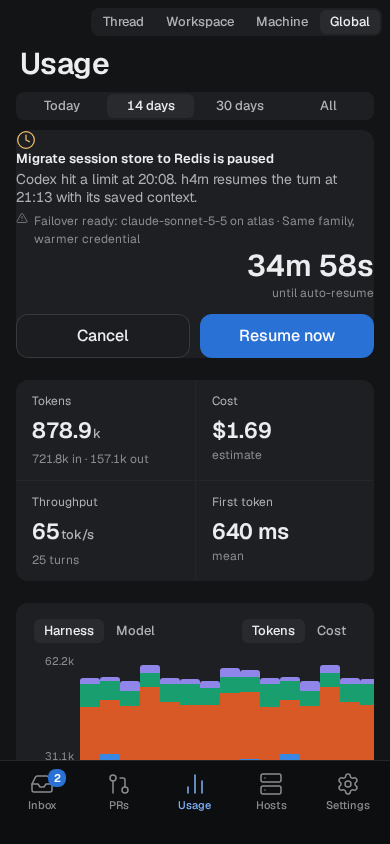 Thread Workspace Machine Global
Usage
Today 14 days 30 days All
Migrate session store to Redis is paused
Codex hit a limit at 20:08. h4rn resumes the turn at
21:13 with its saved context.
Failover ready: claude-sonnet-5-5 on atlas · Same family,
warmer credential
34m 58s
until auto-resume
Cancel Resume now
Tokens Cost
878.9k $1.69
721.8k in · 157.1k out estimate
Throughput First token
65 tok/s 640 ms
25 turns mean
Harness Model Tokens Cost
62.2k
31.1k
2
Inbox PRs Usage Hosts Settings